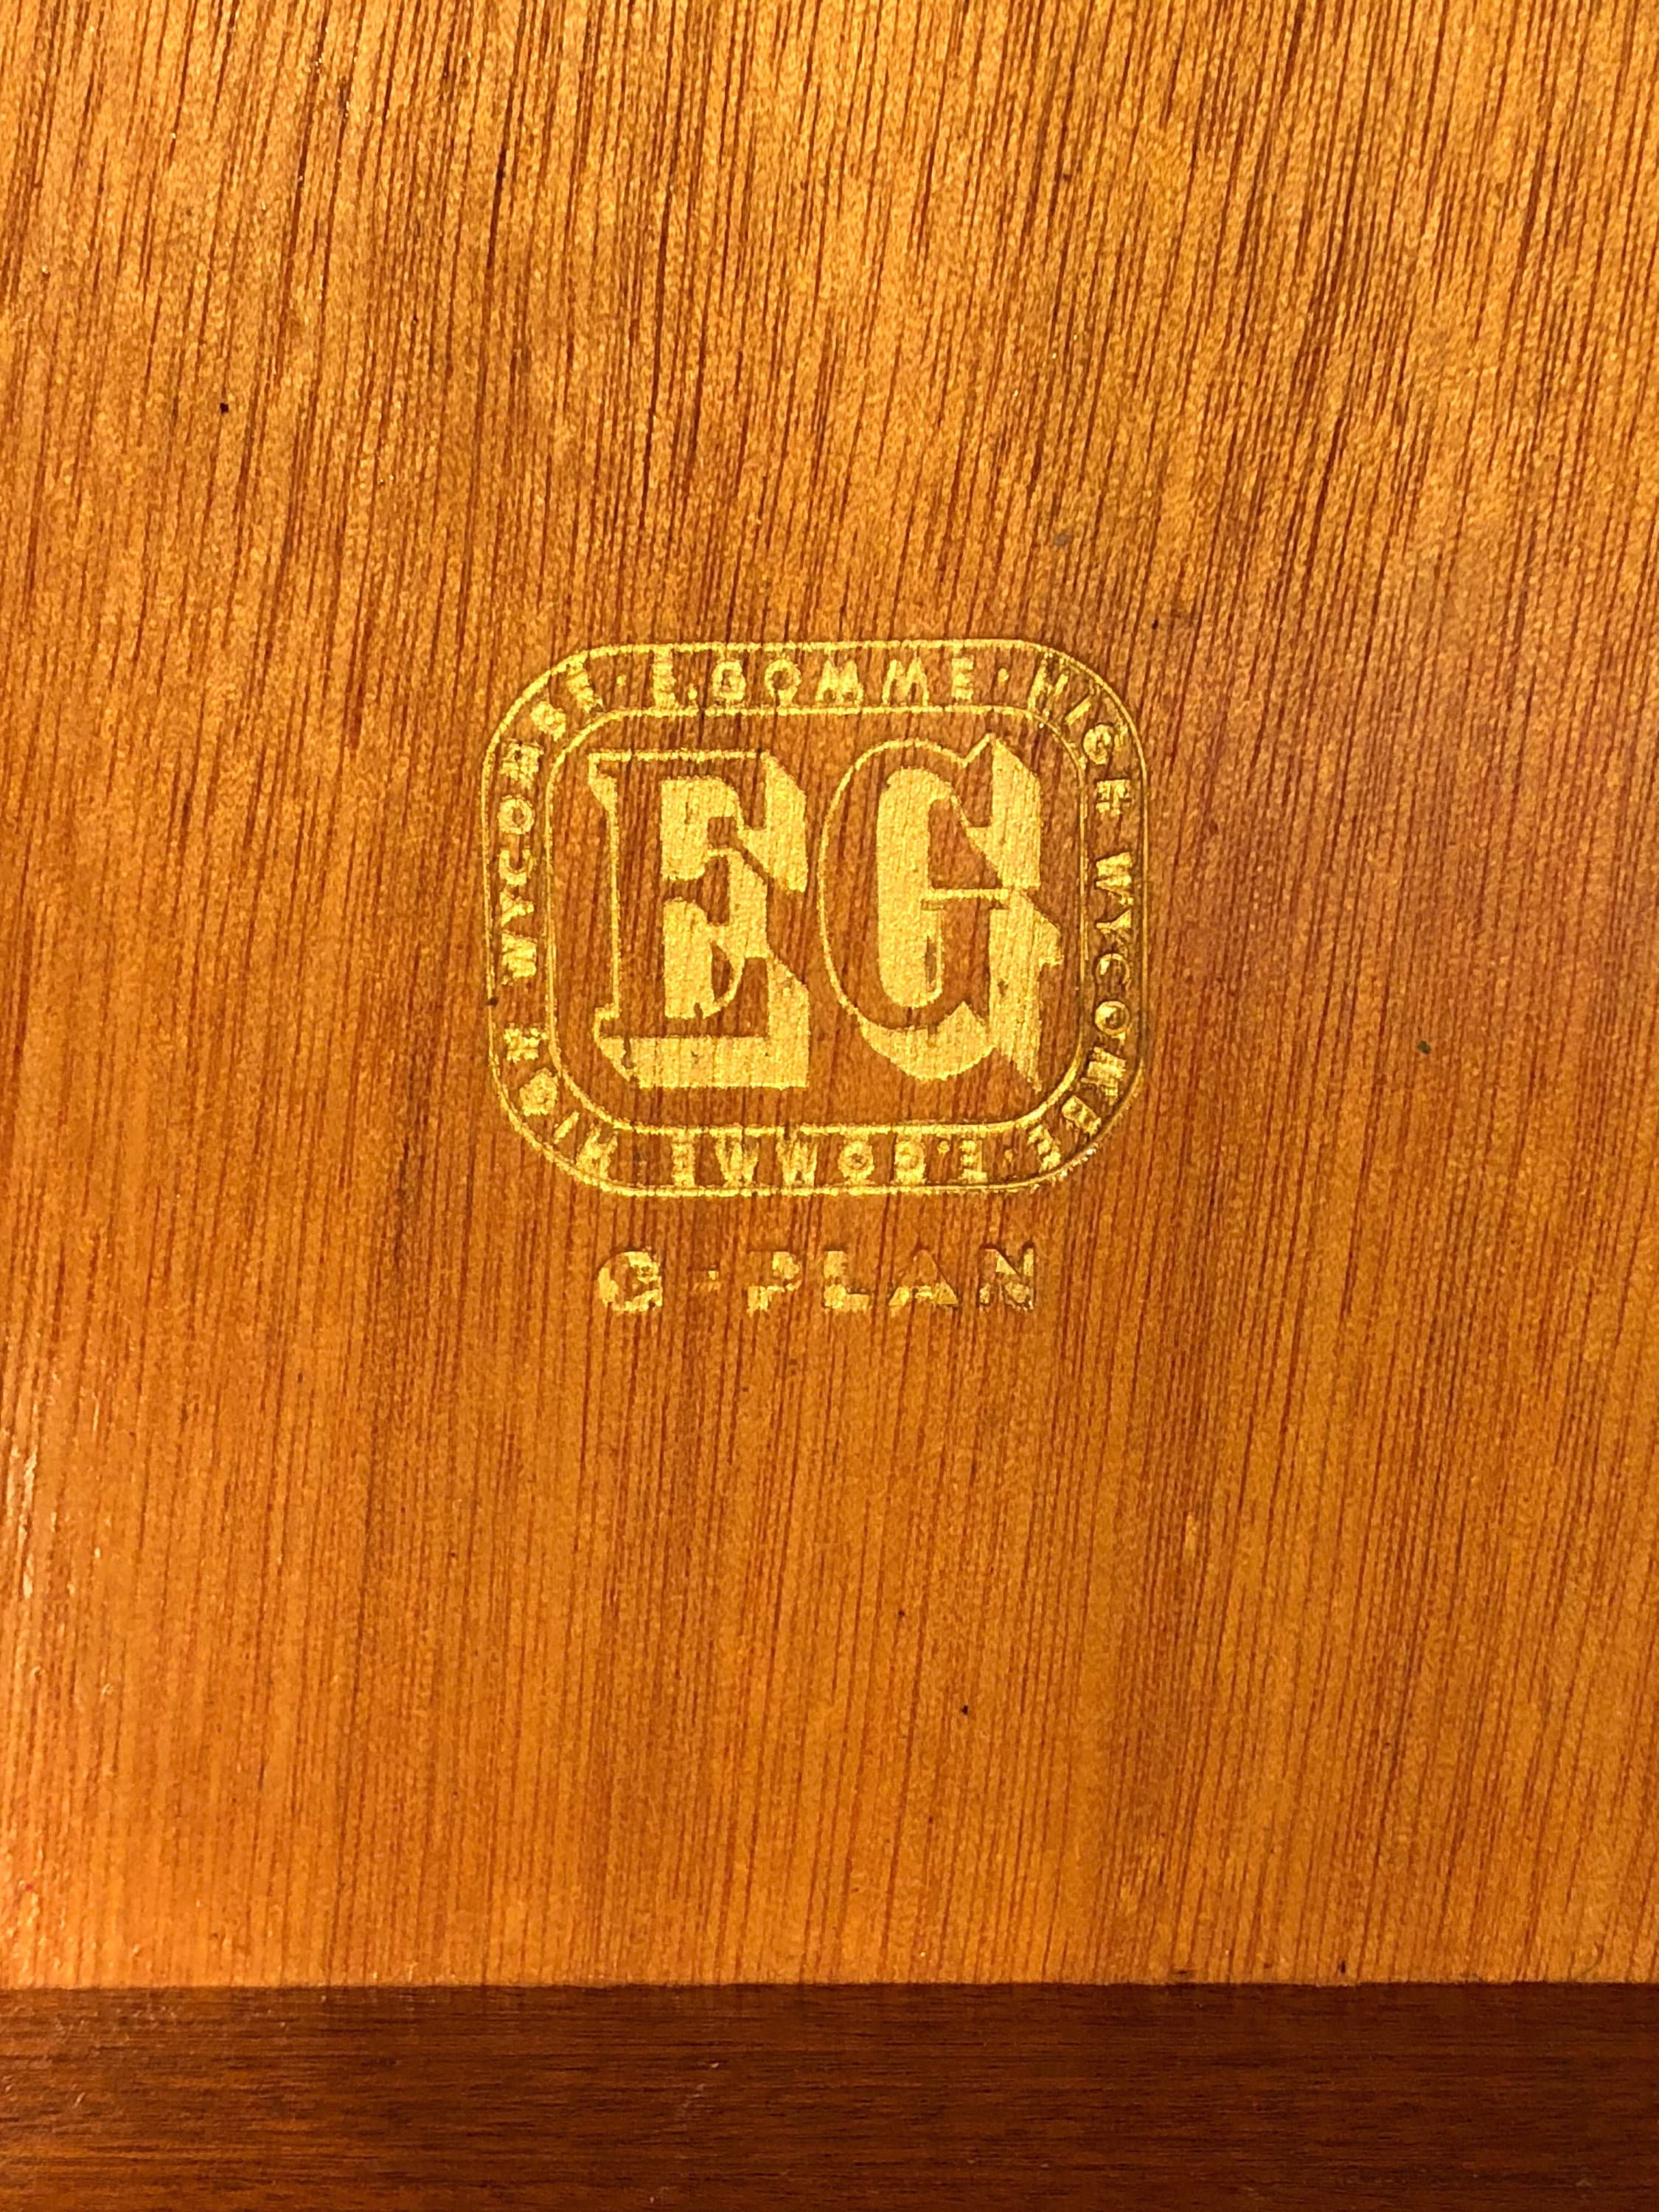 E.GOMME · HIGH WYCOMBE · E.GOMME · HIGH WYCOMBE ·
EG
G-PLAN